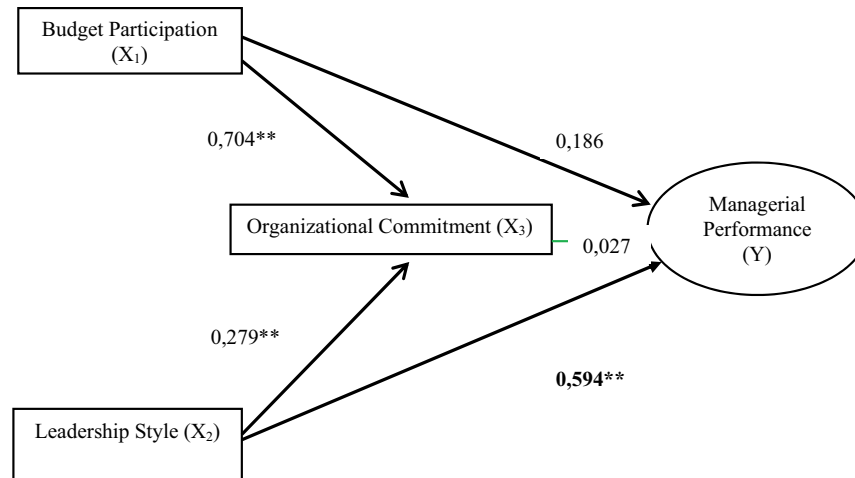 Budget Participation
(X₁)
0,704**
0,186
Organizational Commitment (X₃)
0,027
Managerial
Performance
(Y)
0,279**
0,594**
Leadership Style (X₂)